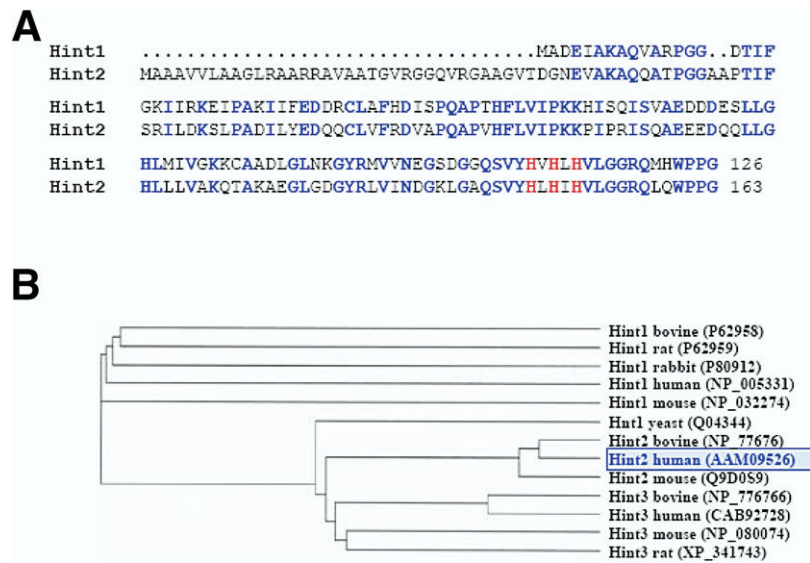 A
Hint1 ...................................MADEIAKAQVARPGG..DTIF
Hint2 MAAAVVLAAGLRAARRAVAATGVRGGQVRGAAGVTDGNEVAKAQQATPGGAAPTIF
Hint1 GKIIRKEIPAKIIFEDDRCLAFHDISPQAPTHFLVIPKKHISQISVAEDDDESLLG
Hint2 SRILDKSLPADILYEDQQCLVFRDVAPQAPVHFLVIPKKPIPRISQAEEEDQQLLG
Hint1 HLMIVGKKCAADLGLNKGYRMVVNEGSDGGQSVYHVHLHVLGGRQMHWPPG 126
Hint2 HLLLVAKQTAKAEGLGDGYRLVINDGKLGAQSVYHLHIHVLGGRQLQWPPG 163
B
Hint1 bovine (P62958)
Hint1 rat (P62959)
Hint1 rabbit (P80912)
Hint1 human (NP_005331)
Hint1 mouse (NP_032274)
Hnt1 yeast (Q04344)
Hint2 bovine (NP_77676)
Hint2 human (AAM09526)
Hint2 mouse (Q9D0S9)
Hint3 bovine (NP_776766)
Hint3 human (CAB92728)
Hint3 mouse (NP_080074)
Hint3 rat (XP_341743)